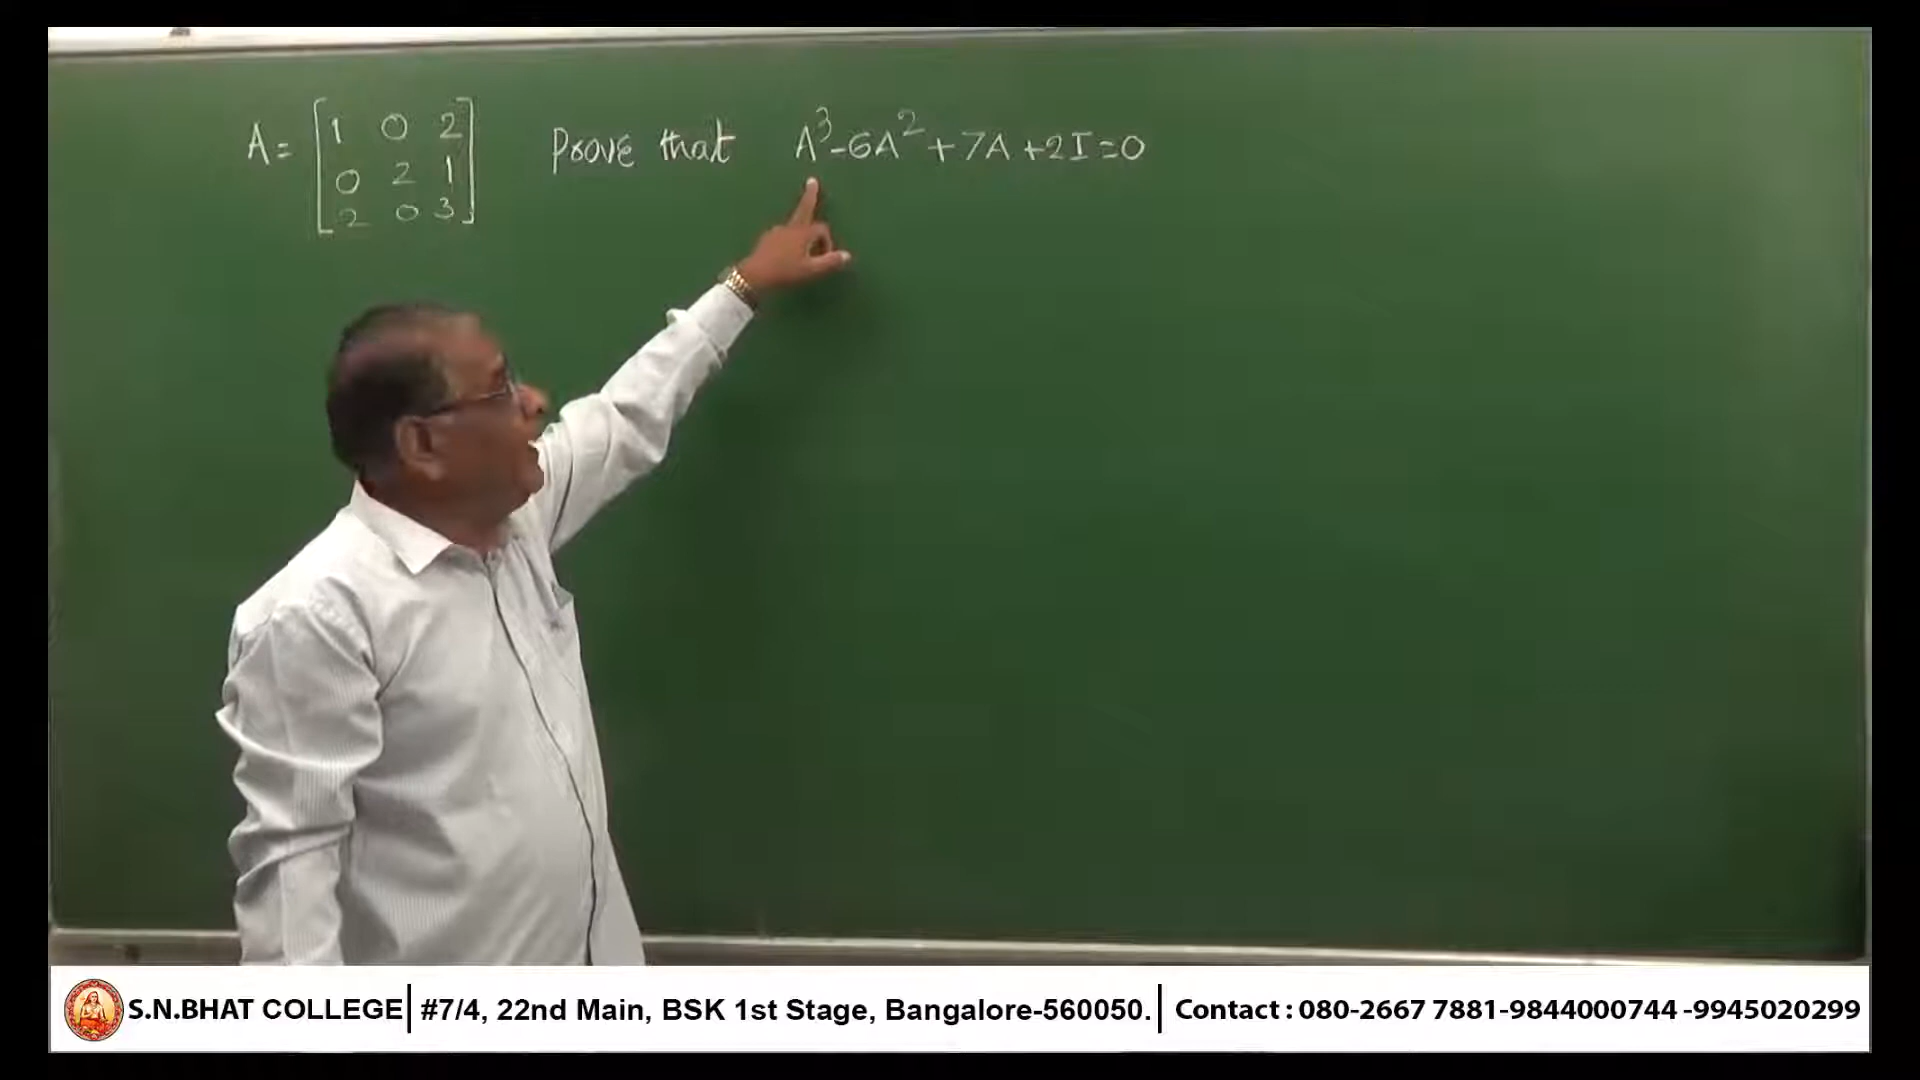 A = [1 0 2
0 2 1
2 0 3]
Prove that A³-6A²+7A+2I=0
S.N.BHAT COLLEGE | #7/4, 22nd Main, BSK 1st Stage, Bangalore-560050. | Contact : 080-2667 7881-9844000744 -9945020299